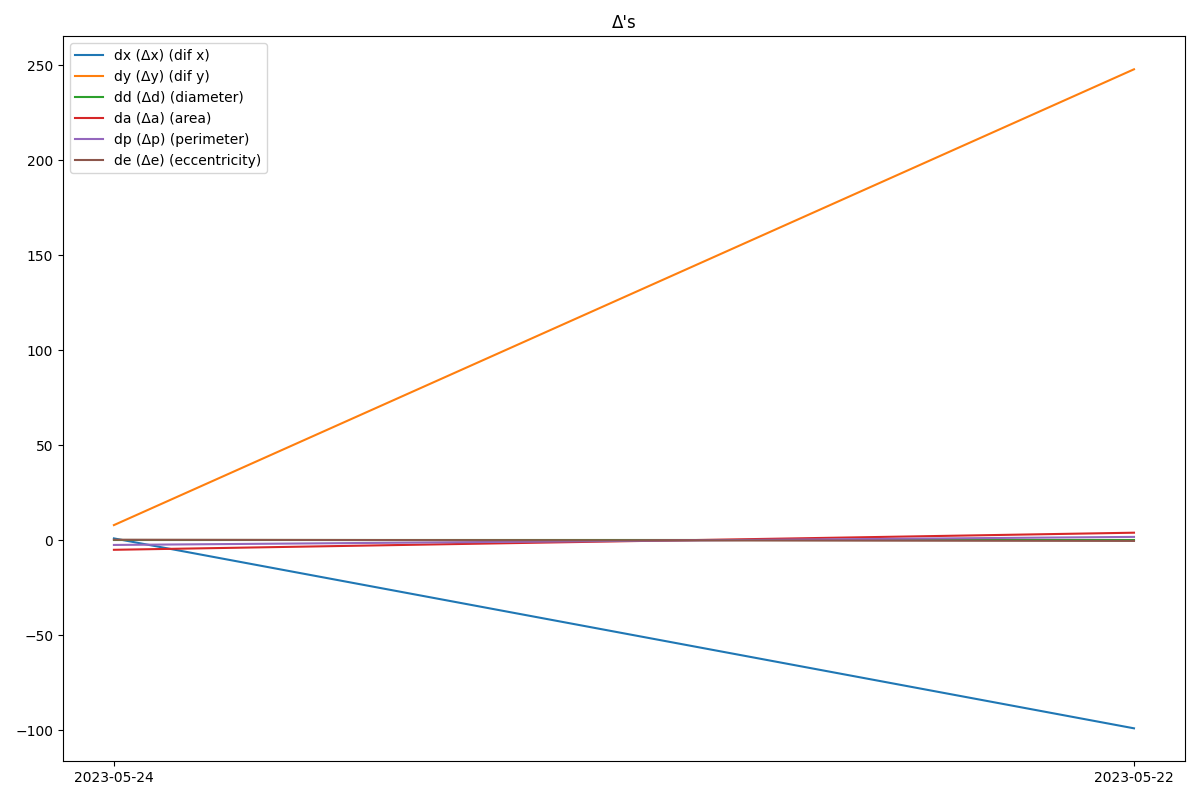 Δ's
dx (Δx) (dif x)
dy (Δy) (dif y)
dd (Δd) (diameter)
da (Δa) (area)
dp (Δp) (perimeter)
de (Δe) (eccentricity)
250
200
150
100
50
0
−50
−100
2023-05-24
2023-05-22